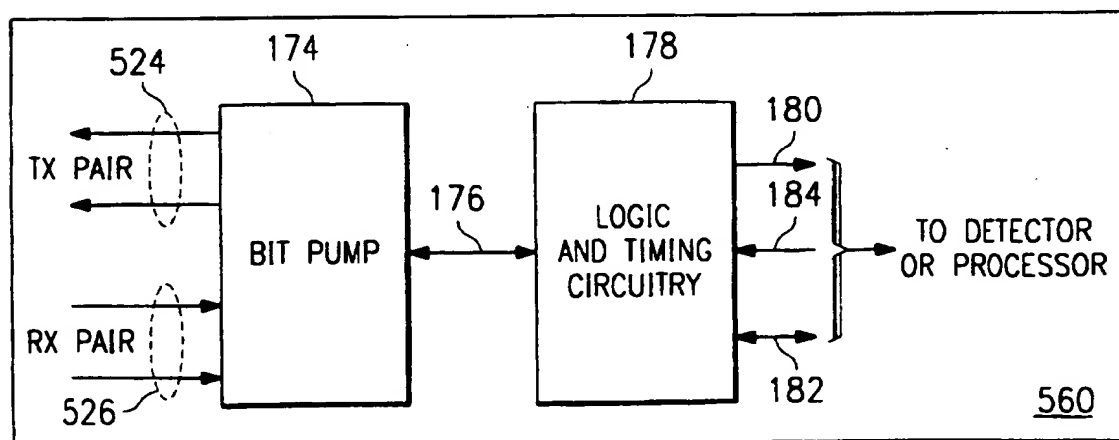 174
178
524
180
TX PAIR
176
184
BIT PUMP
LOGIC
AND TIMING
CIRCUITRY
TO DETECTOR
OR PROCESSOR
RX PAIR
182
526
560